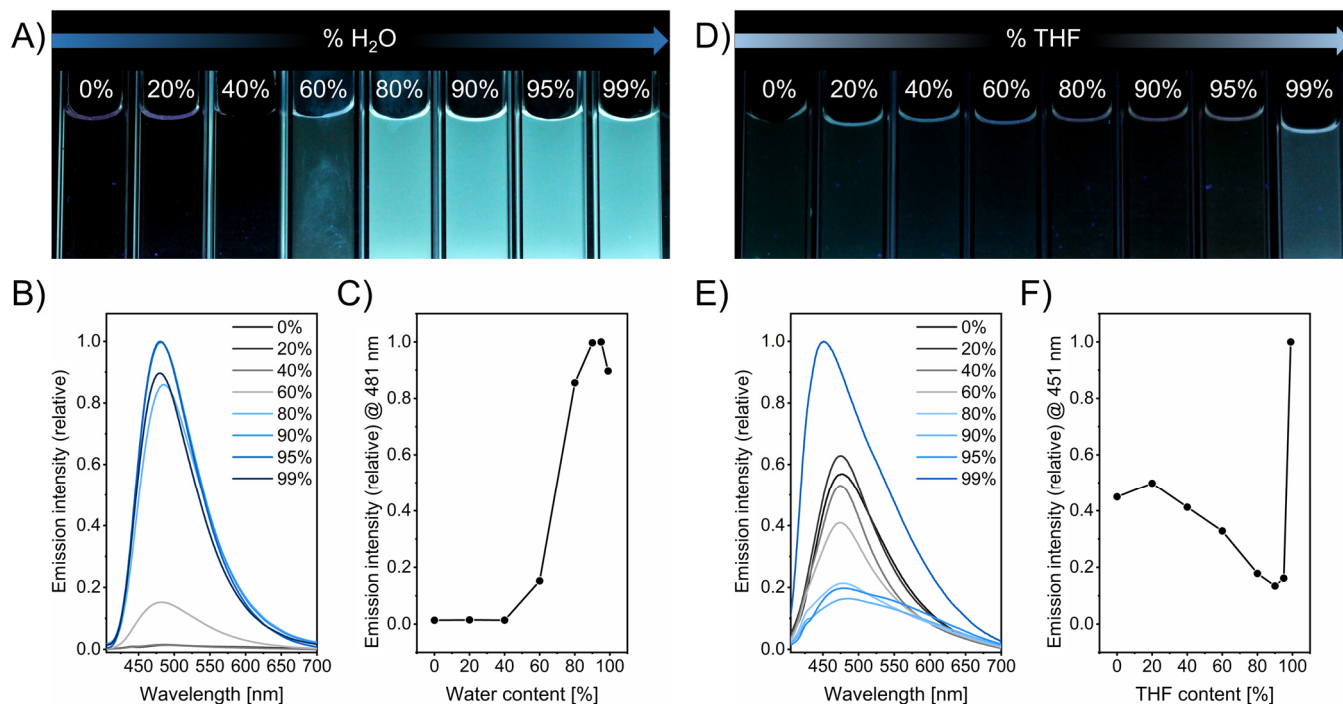 A)
% H₂O
0% 20% 40% 60% 80% 90% 95% 99%
D)
% THF
0% 20% 40% 60% 80% 90% 95% 99%
B)
Emission intensity (relative)
1.0
0.8
0.6
0.4
0.2
0.0
450 500 550 600 650 700
Wavelength [nm]
0%
20%
40%
60%
80%
90%
95%
99%
C)
Emission intensity (relative) @ 481 nm
1.0
0.8
0.6
0.4
0.2
0.0
0 20 40 60 80 100
Water content [%]
E)
Emission intensity (relative)
1.0
0.8
0.6
0.4
0.2
0.0
450 500 550 600 650 700
Wavelength [nm]
0%
20%
40%
60%
80%
90%
95%
99%
F)
Emission intensity (relative) @ 451 nm
1.0
0.8
0.6
0.4
0.2
0.0
0 20 40 60 80 100
THF content [%]